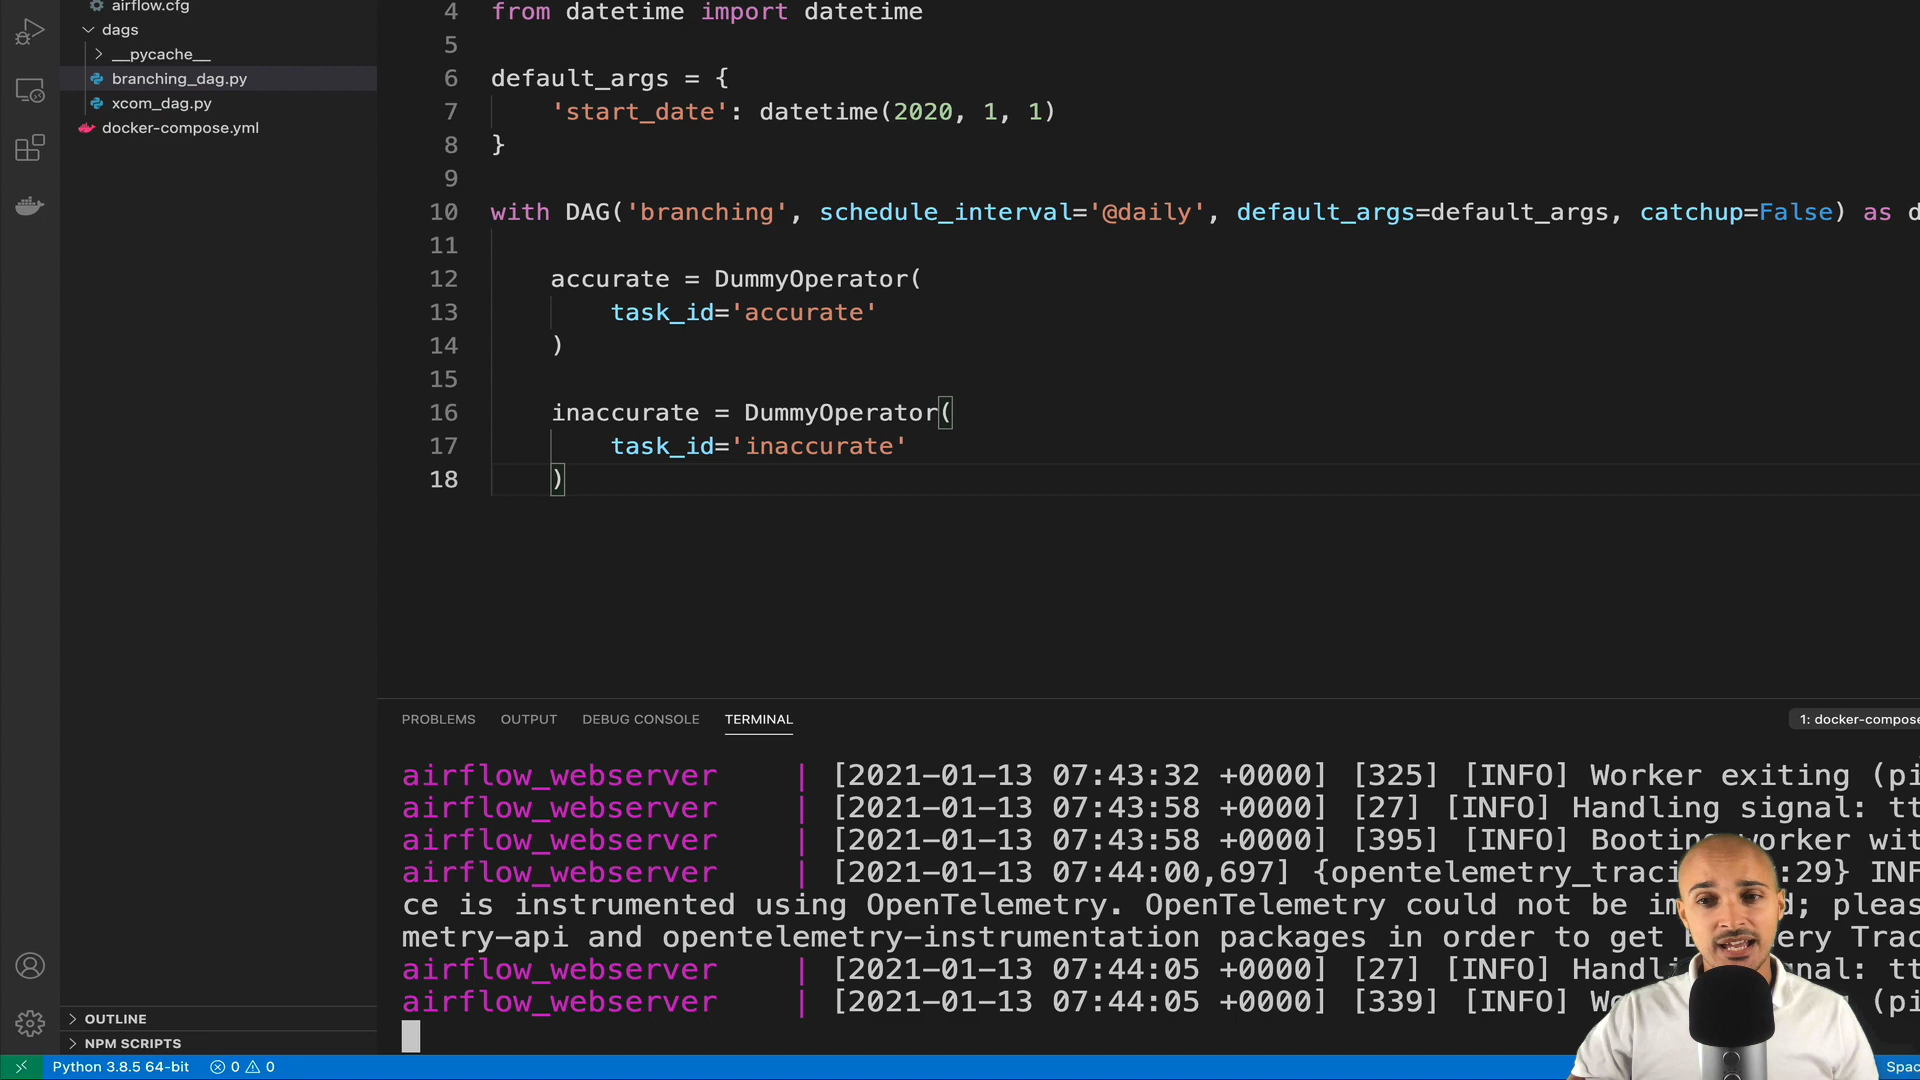 airflow.cfg
dags
__pycache__
branching_dag.py
xcom_dag.py
docker-compose.yml
OUTLINE
NPM SCRIPTS
4 from datetime import datetime
5
6 default_args = {
7 'start_date': datetime(2020, 1, 1)
8 }
9
10 with DAG('branching', schedule_interval='@daily', default_args=default_args, catchup=False) as d
11
12 accurate = DummyOperator(
13 task_id='accurate'
14 )
15
16 inaccurate = DummyOperator(
17 task_id='inaccurate'
18 )
PROBLEMS OUTPUT DEBUG CONSOLE TERMINAL 1: docker-compose
airflow_webserver | [2021-01-13 07:43:32 +0000] [325] [INFO] Worker exiting (pi
airflow_webserver | [2021-01-13 07:43:58 +0000] [27] [INFO] Handling signal: tt
airflow_webserver | [2021-01-13 07:43:58 +0000] [395] [INFO] Booting worker wit
airflow_webserver | [2021-01-13 07:44:00,697] {opentelemetry_traci :29} INF
ce is instrumented using OpenTelemetry. OpenTelemetry could not be im d; pleas
metry-api and opentelemetry-instrumentation packages in order to get Trac
airflow_webserver | [2021-01-13 07:44:05 +0000] [27] [INFO] Handli nal: tt
airflow_webserver | [2021-01-13 07:44:05 +0000] [339] [INFO] (pi
Python 3.8.5 64-bit 0 0 Spac